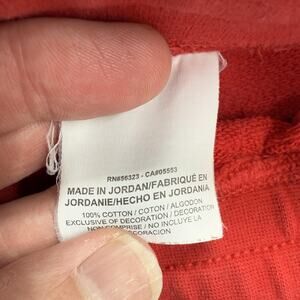 RN#56323 - CA#05553
MADE IN JORDAN/FABRIQUÉ EN
JORDANIE/HECHO EN JORDANIA
100% COTTON / COTON / ALGODON
EXCLUSIVE OF DECORATION / DECORATION
NON COMPRISE / NO INCLUYE LA
DECORACION